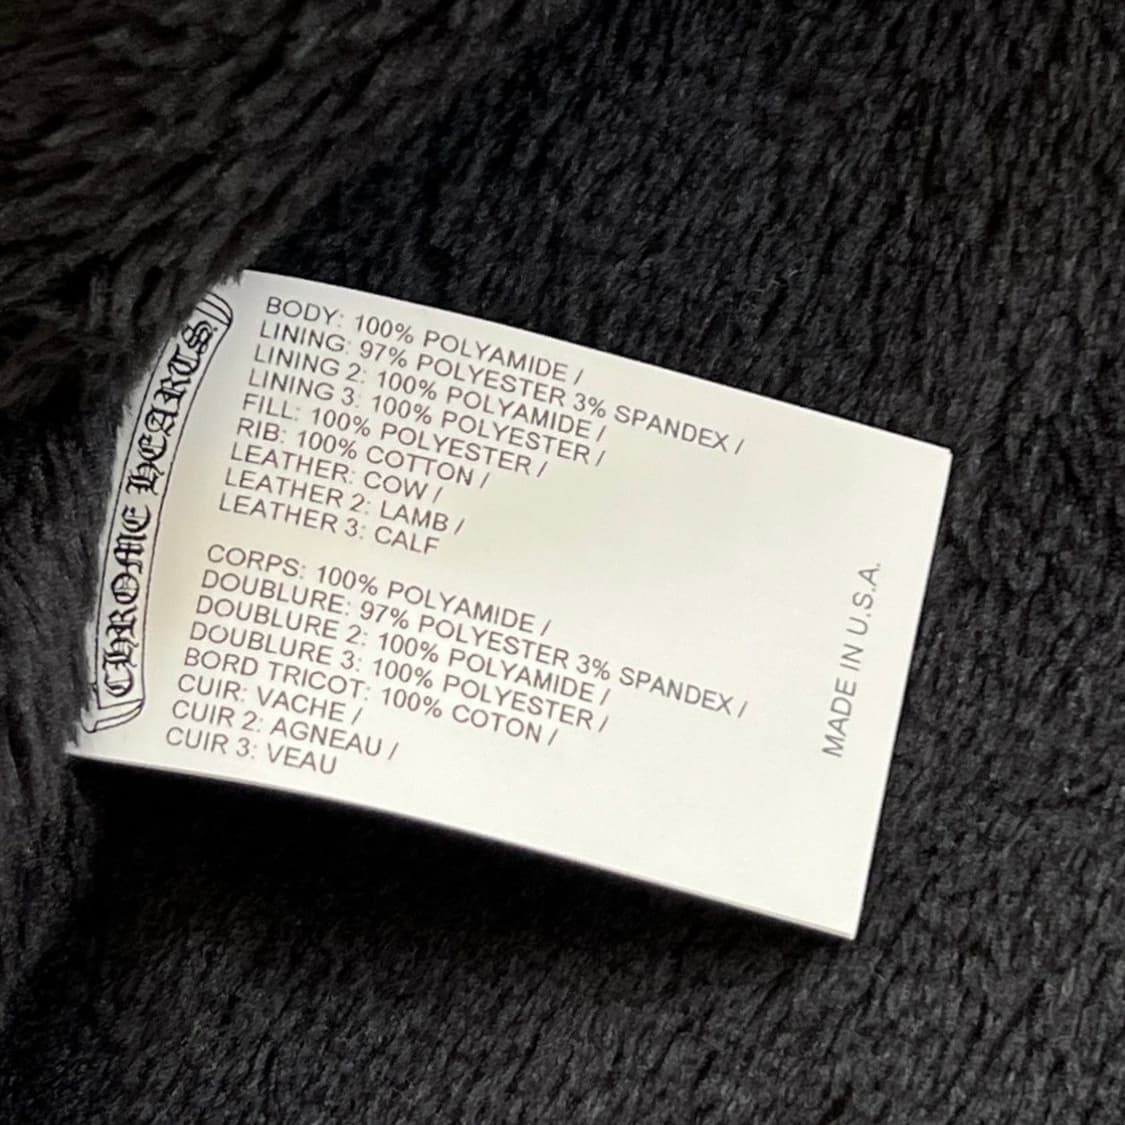 CHROME HEARTS
BODY: 100% POLYAMIDE /
LINING: 97% POLYESTER 3% SPANDEX /
LINING 2: 100% POLYAMIDE /
LINING 3: 100% POLYESTER /
FILL: 100% POLYESTER /
RIB: 100% COTTON /
LEATHER: COW /
LEATHER 2: LAMB /
LEATHER 3: CALF
CORPS: 100% POLYAMIDE /
DOUBLURE: 97% POLYESTER 3% SPANDEX /
DOUBLURE 2: 100% POLYAMIDE /
DOUBLURE 3: 100% POLYESTER /
BORD TRICOT: 100% COTON /
CUIR: VACHE /
CUIR 2: AGNEAU /
CUIR 3: VEAU
MADE IN U.S.A.